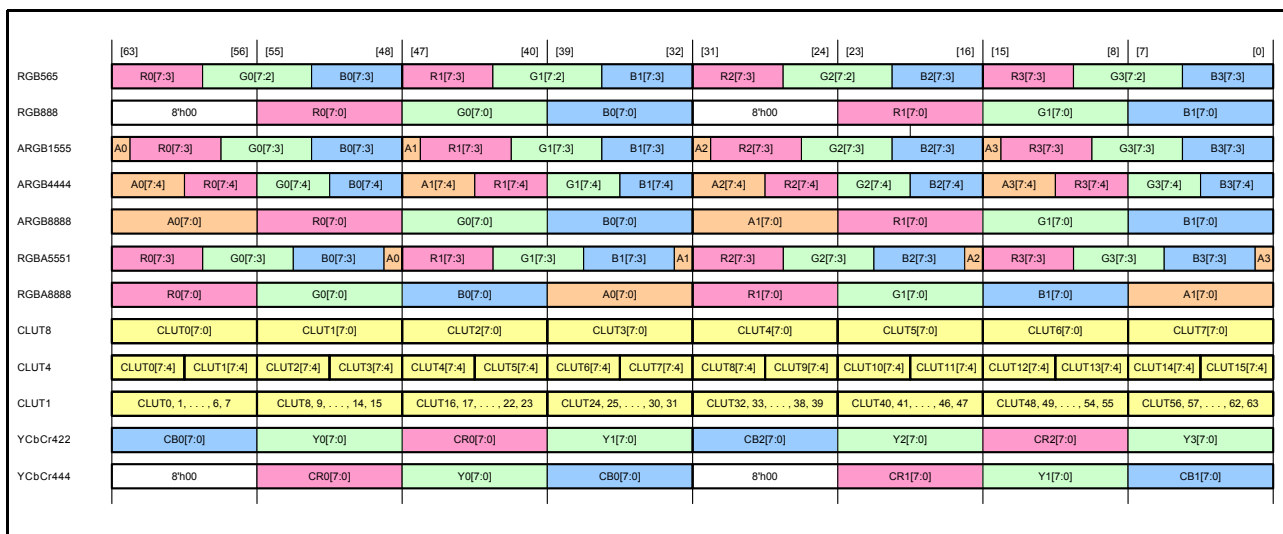 [63] [56] [55] [48] [47] [40] [39] [32] [31] [24] [23] [16] [15] [8] [7] [0]
RGB565 R0[7:3] G0[7:2] B0[7:3] R1[7:3] G1[7:2] B1[7:3] R2[7:3] G2[7:2] B2[7:3] R3[7:3] G3[7:2] B3[7:3]
RGB888 8'h00 R0[7:0] G0[7:0] B0[7:0] 8'h00 R1[7:0] G1[7:0] B1[7:0]
ARGB1555 A0 R0[7:3] G0[7:3] B0[7:3] A1 R1[7:3] G1[7:3] B1[7:3] A2 R2[7:3] G2[7:3] B2[7:3] A3 R3[7:3] G3[7:3] B3[7:3]
ARGB4444 A0[7:4] R0[7:4] G0[7:4] B0[7:4] A1[7:4] R1[7:4] G1[7:4] B1[7:4] A2[7:4] R2[7:4] G2[7:4] B2[7:4] A3[7:4] R3[7:4] G3[7:4] B3[7:4]
ARGB8888 A0[7:0] R0[7:0] G0[7:0] B0[7:0] A1[7:0] R1[7:0] G1[7:0] B1[7:0]
RGBA5551 R0[7:3] G0[7:3] B0[7:3] A0 R1[7:3] G1[7:3] B1[7:3] A1 R2[7:3] G2[7:3] B2[7:3] A2 R3[7:3] G3[7:3] B3[7:3] A3
RGBA8888 R0[7:0] G0[7:0] B0[7:0] A0[7:0] R1[7:0] G1[7:0] B1[7:0] A1[7:0]
CLUT8 CLUT0[7:0] CLUT1[7:0] CLUT2[7:0] CLUT3[7:0] CLUT4[7:0] CLUT5[7:0] CLUT6[7:0] CLUT7[7:0]
CLUT4 CLUT0[7:4] CLUT1[7:4] CLUT2[7:4] CLUT3[7:4] CLUT4[7:4] CLUT5[7:4] CLUT6[7:4] CLUT7[7:4] CLUT8[7:4] CLUT9[7:4] CLUT10[7:4] CLUT11[7:4] CLUT12[7:4] CLUT13[7:4] CLUT14[7:4] CLUT15[7:4]
CLUT1 CLUT0, 1, . . . , 6, 7 CLUT8, 9, . . . , 14, 15 CLUT16, 17, . . . , 22, 23 CLUT24, 25, . . . , 30, 31 CLUT32, 33, . . . , 38, 39 CLUT40, 41, . . . , 46, 47 CLUT48, 49, . . . , 54, 55 CLUT56, 57, . . . , 62, 63
YCbCr422 CB0[7:0] Y0[7:0] CR0[7:0] Y1[7:0] CB2[7:0] Y2[7:0] CR2[7:0] Y3[7:0]
YCbCr444 8'h00 CR0[7:0] Y0[7:0] CB0[7:0] 8'h00 CR1[7:0] Y1[7:0] CB1[7:0]